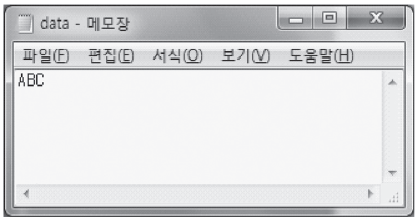 data - 메모장
파일(F) 편집(E) 서식(O) 보기(V) 도움말(H)
ABC